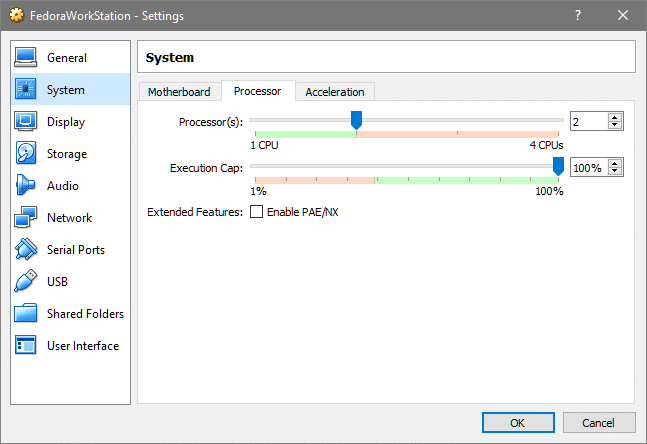 FedoraWorkStation - Settings
?
General
System
Display
Storage
Audio
Network
Serial Ports
USB
Shared Folders
User Interface
System
Motherboard Processor Acceleration
Processor(s): 2
1 CPU 4 CPUs
Execution Cap: 100%
1% 100%
Extended Features: Enable PAE/NX
OK Cancel